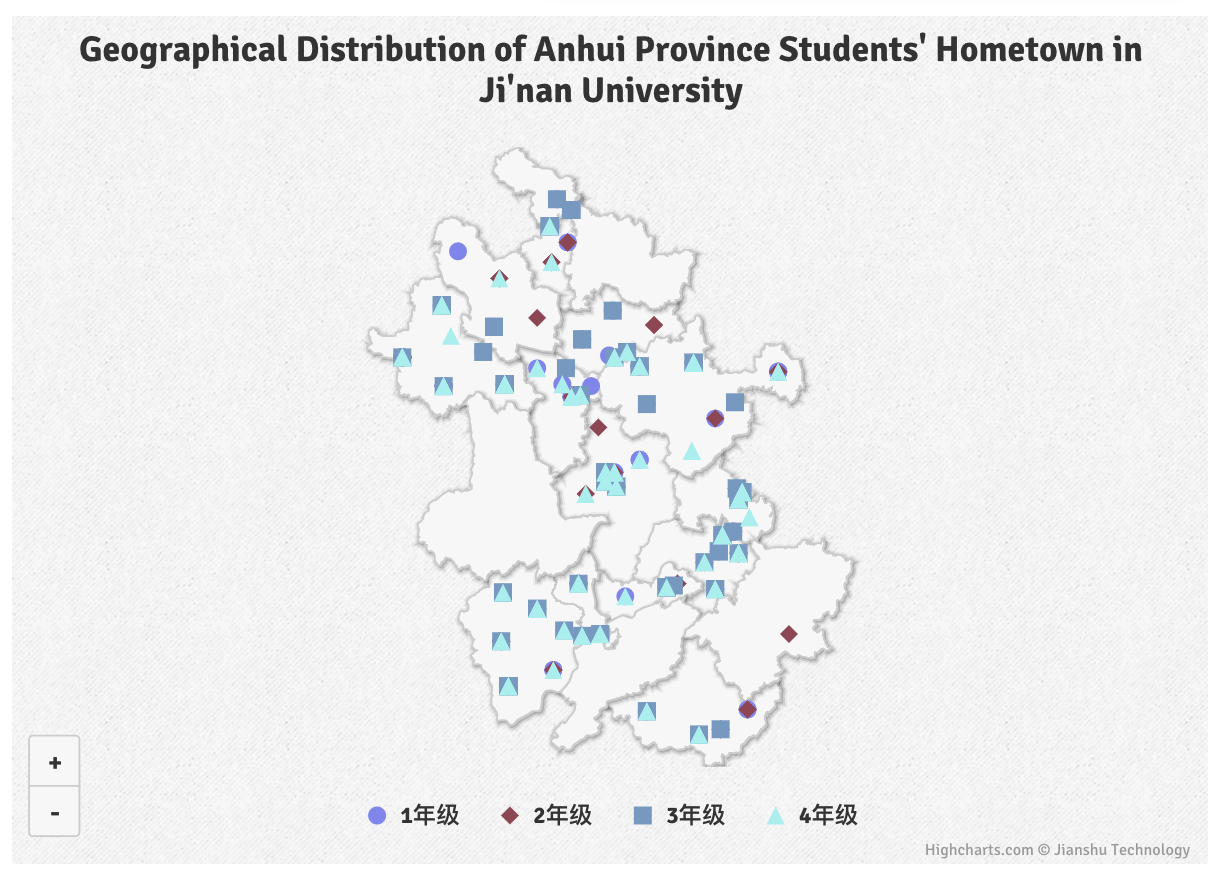 Geographical Distribution of Anhui Province Students' Hometown in
Ji'nan University
+
-
1年级 2年级 3年级 4年级
Highcharts.com © Jianshu Technology